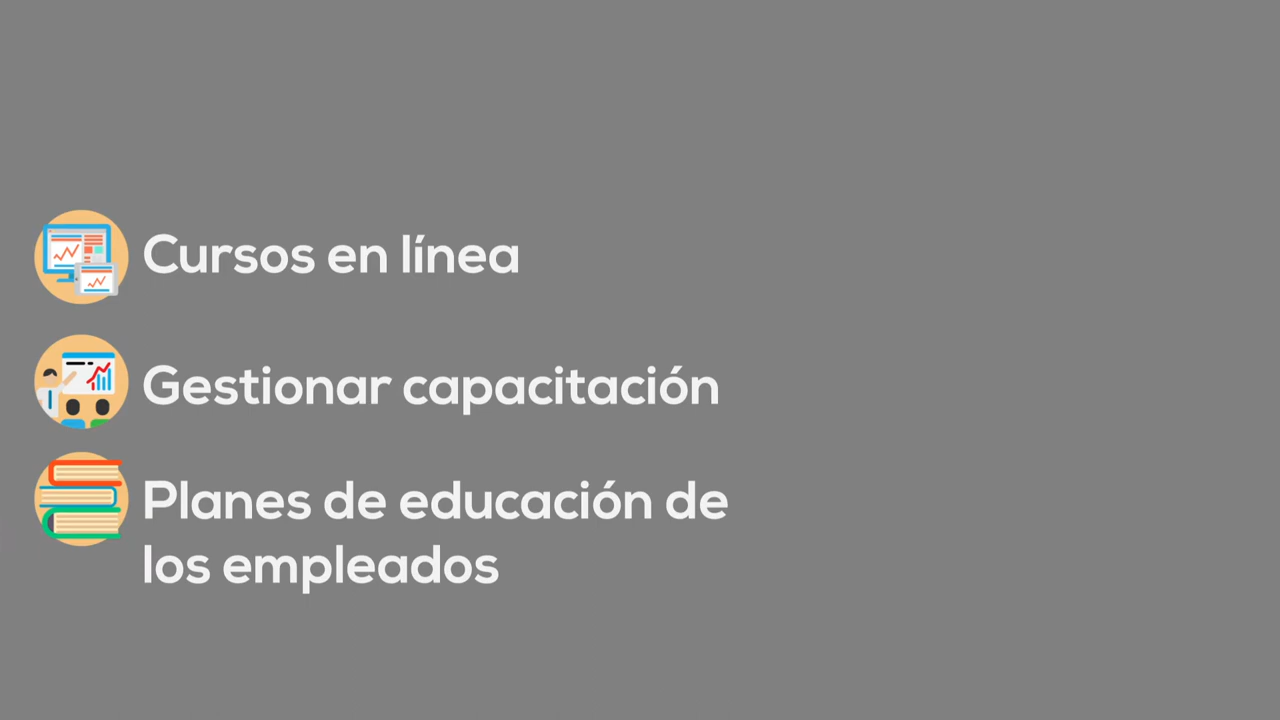 Cursos en línea
Gestionar capacitación
Planes de educación de
los empleados